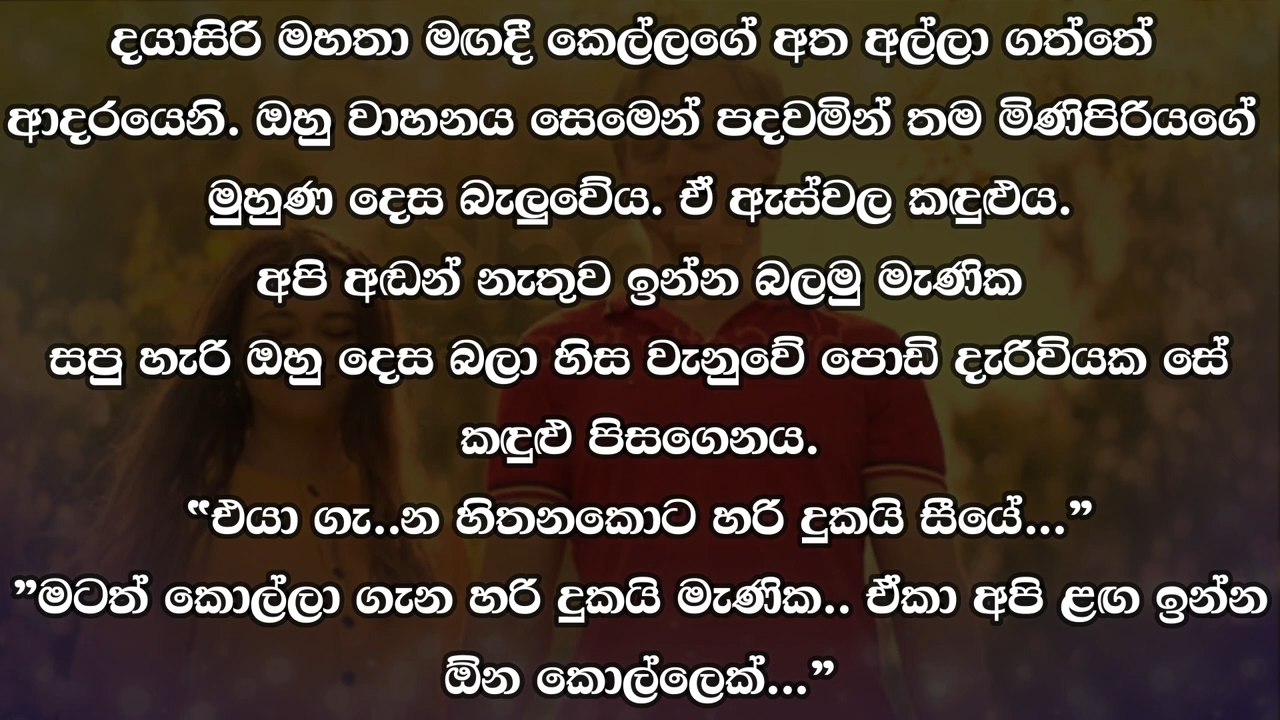 දයාසිරි මහතා මඟදී කෙල්ලගේ අත අල්ලා ගත්තේ
ආදරයෙනි. ඔහු වාහනය සෙමෙන් පදවමින් තම මිණිපිරියගේ
මුහුණ දෙස බැලුවේය. ඒ ඇස්වල කඳුළුය.
අපි අඬන් නැතුව ඉන්න බලමු මැණික
සපු හැරි ඔහු දෙස බලා හිස වැනුවේ පොඩි දැරිවියක සේ
කඳුළු පිසගෙනය.
“එයා ගැ..න හිතනකොට හරි දුකයි සීයේ...”
”මටත් කොල්ලා ගැන හරි දුකයි මැණික.. ඒකා අපි ළඟ ඉන්න
ඕන කොල්ලෙක්...”